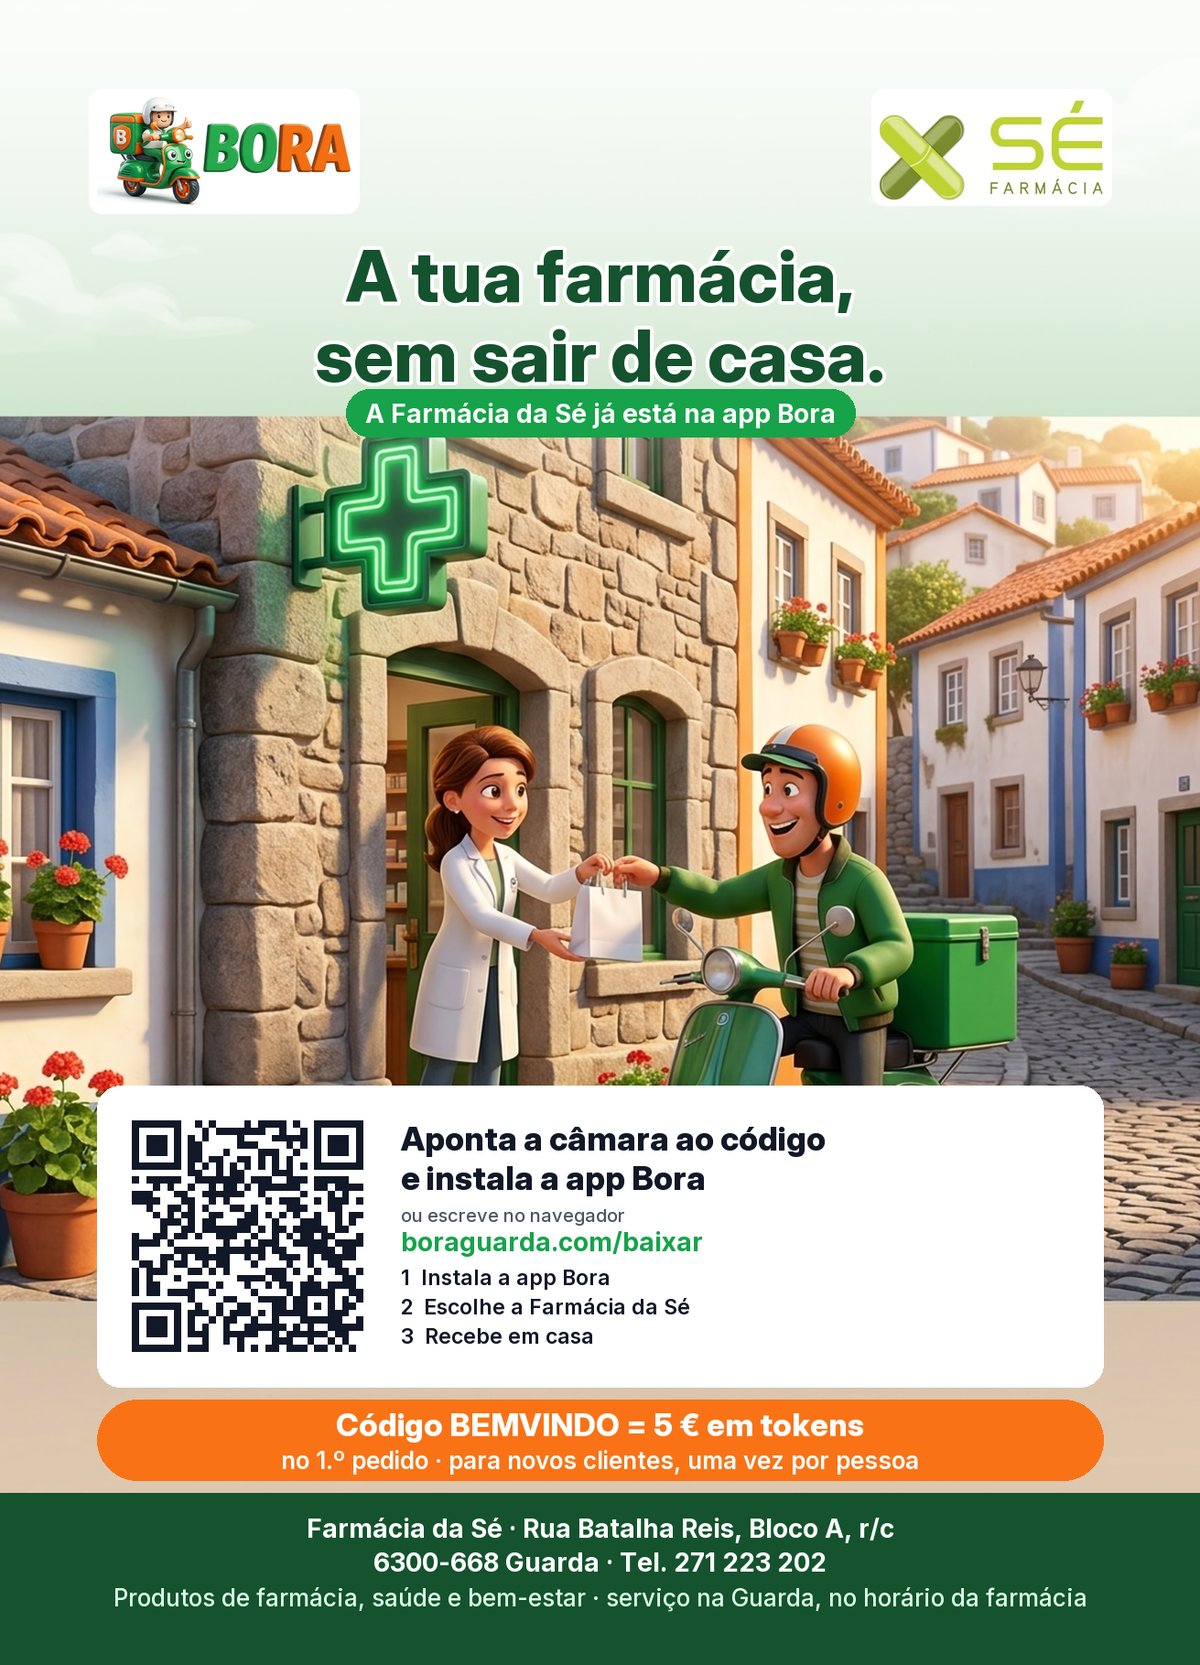 B
BORA
SÉ
FARMÁCIA
A tua farmácia,
sem sair de casa.
A Farmácia da Sé já está na app Bora
Aponta a câmara ao código
e instala a app Bora
ou escreve no navegador
boraguarda.com/baixar
1 Instala a app Bora
2 Escolhe a Farmácia da Sé
3 Recebe em casa
Código BEMVINDO = 5 € em tokens
no 1.º pedido · para novos clientes, uma vez por pessoa
Farmácia da Sé · Rua Batalha Reis, Bloco A, r/c
6300-668 Guarda · Tel. 271 223 202
Produtos de farmácia, saúde e bem-estar · serviço na Guarda, no horário da farmácia